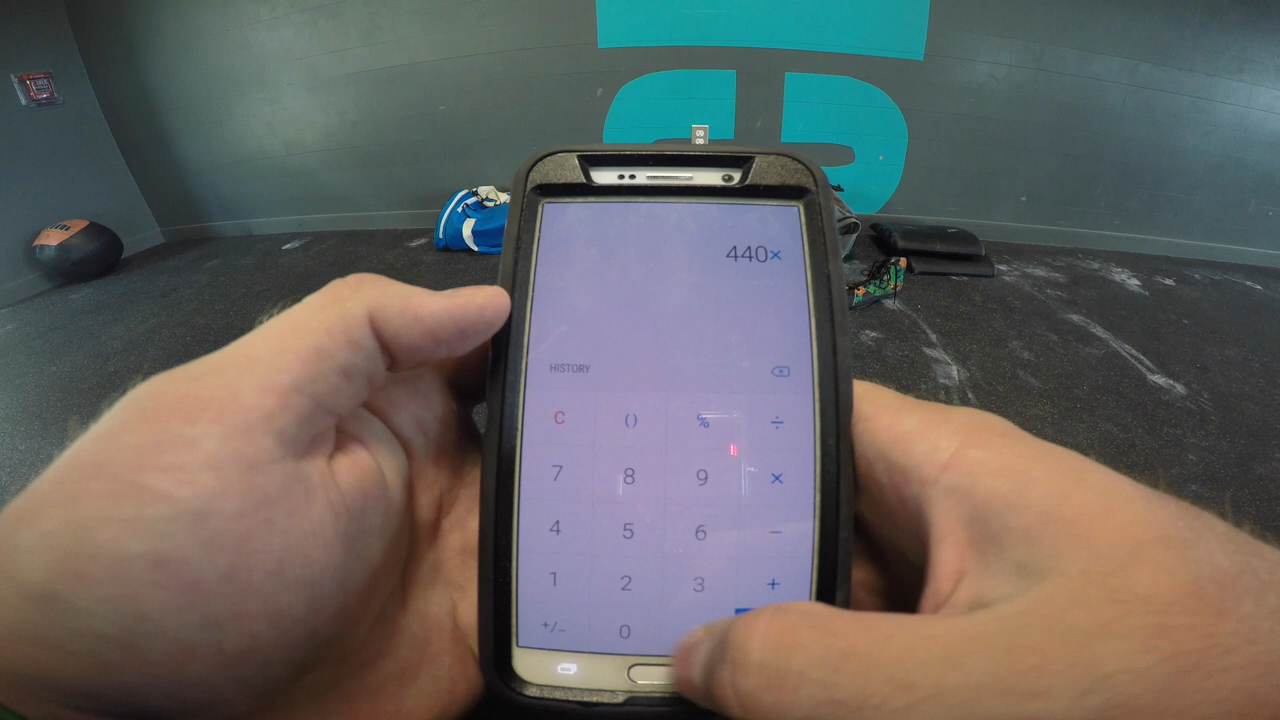 440×
HISTORY
C () % ÷
7 8 9 ×
4 5 6 −
1 2 3 +
+/− 0